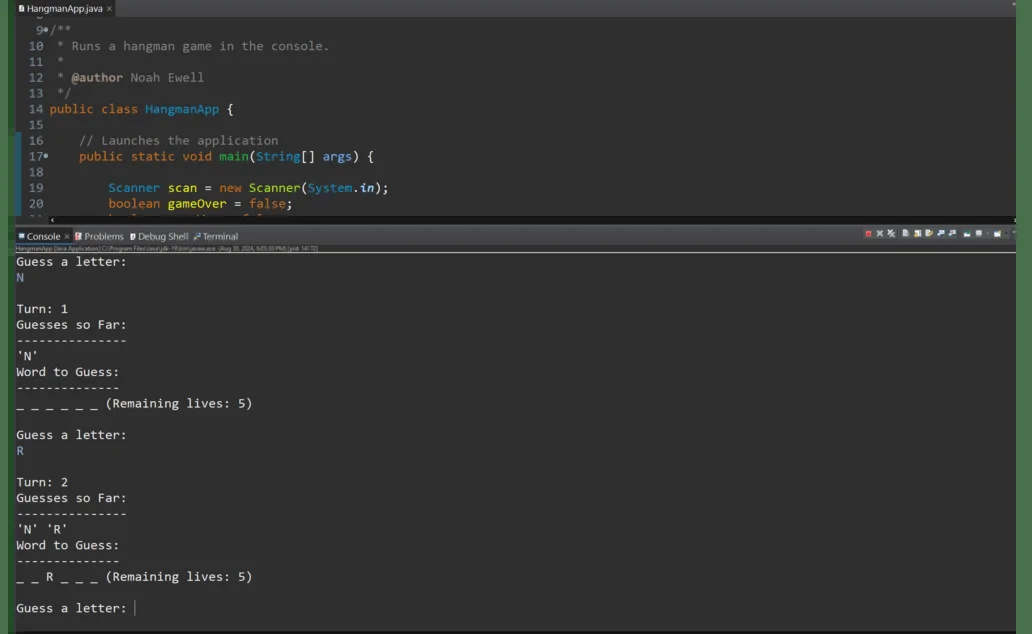 HangmanApp.java
9 /**
10 * Runs a hangman game in the console.
11 *
12 * @author Noah Ewell
13 */
14 public class HangmanApp {
15
16 // Launches the application
17 public static void main(String[] args) {
18
19 Scanner scan = new Scanner(System.in);
20 boolean gameOver = false;
Console Problems Debug Shell Terminal
HangmanApp [Java Application] C:\Program Files\Java\jdk-19\bin\javaw.exe (Aug 30, 2024, 6:05:30 PM) [pid: 14172]
Guess a letter:
N
Turn: 1
Guesses so Far:
---------------
'N'
Word to Guess:
--------------
_ _ _ _ _ _ (Remaining lives: 5)
Guess a letter:
R
Turn: 2
Guesses so Far:
---------------
'N' 'R'
Word to Guess:
--------------
_ _ R _ _ _ (Remaining lives: 5)
Guess a letter: